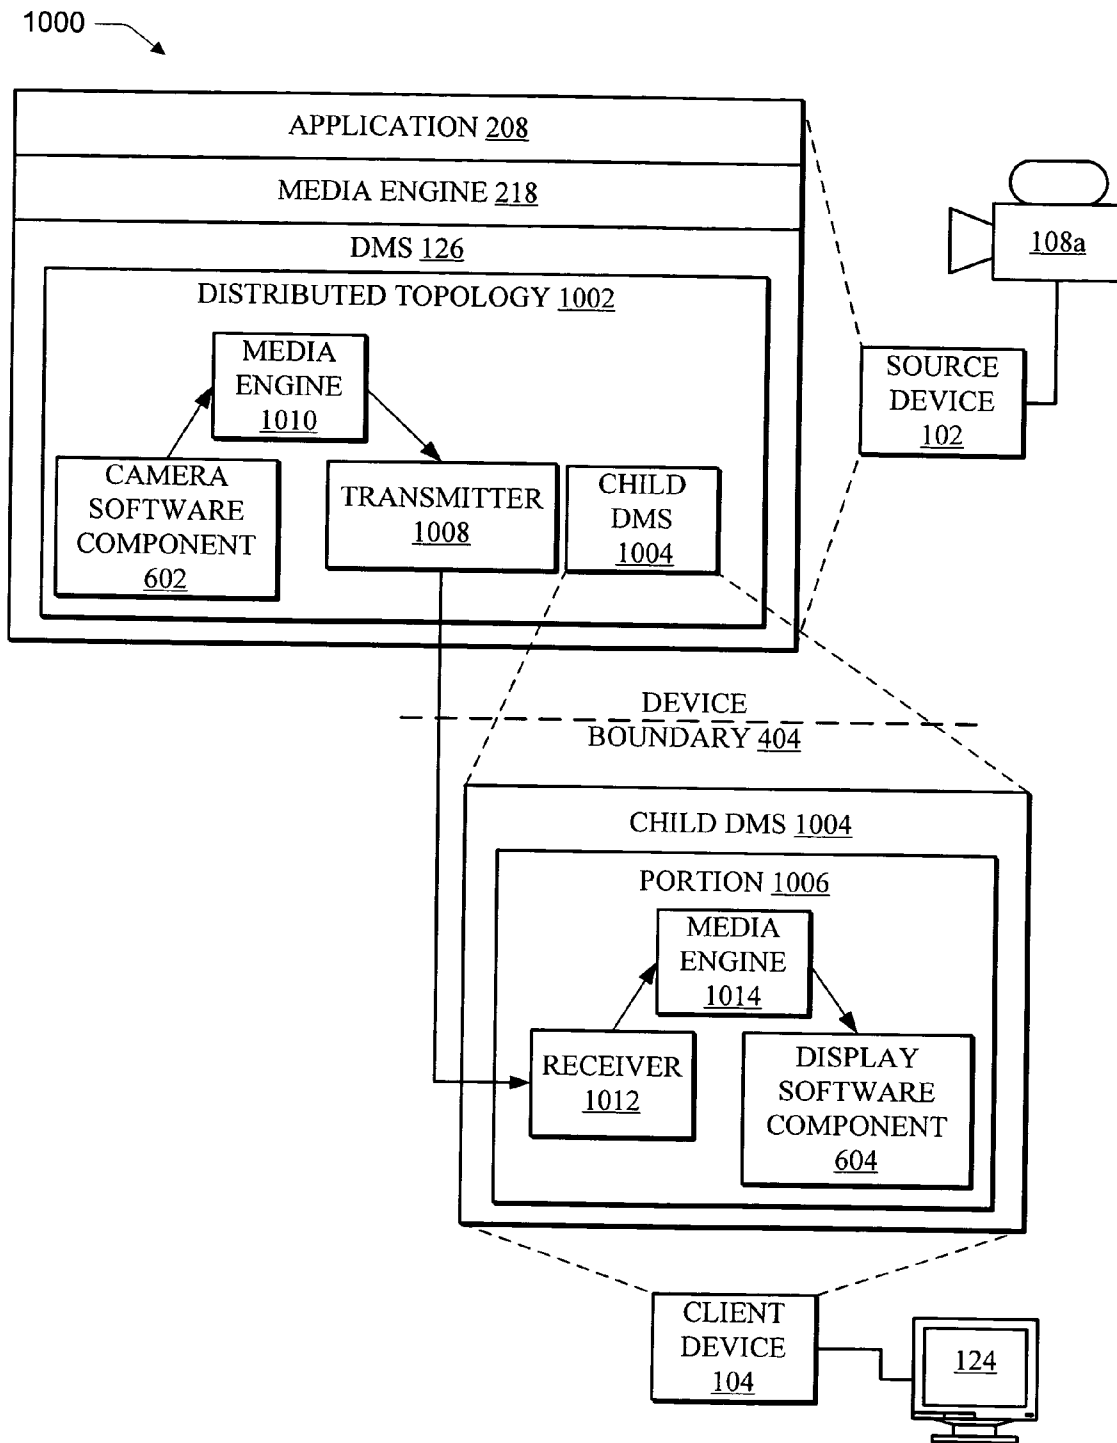 1000
APPLICATION 208
MEDIA ENGINE 218
DMS 126
DISTRIBUTED TOPOLOGY 1002
MEDIA
ENGINE
1010
CAMERA
SOFTWARE
COMPONENT
602
TRANSMITTER
1008
CHILD
DMS
1004
108a
SOURCE
DEVICE
102
DEVICE
BOUNDARY 404
CHILD DMS 1004
PORTION 1006
MEDIA
ENGINE
1014
RECEIVER
1012
DISPLAY
SOFTWARE
COMPONENT
604
CLIENT
DEVICE
104
124